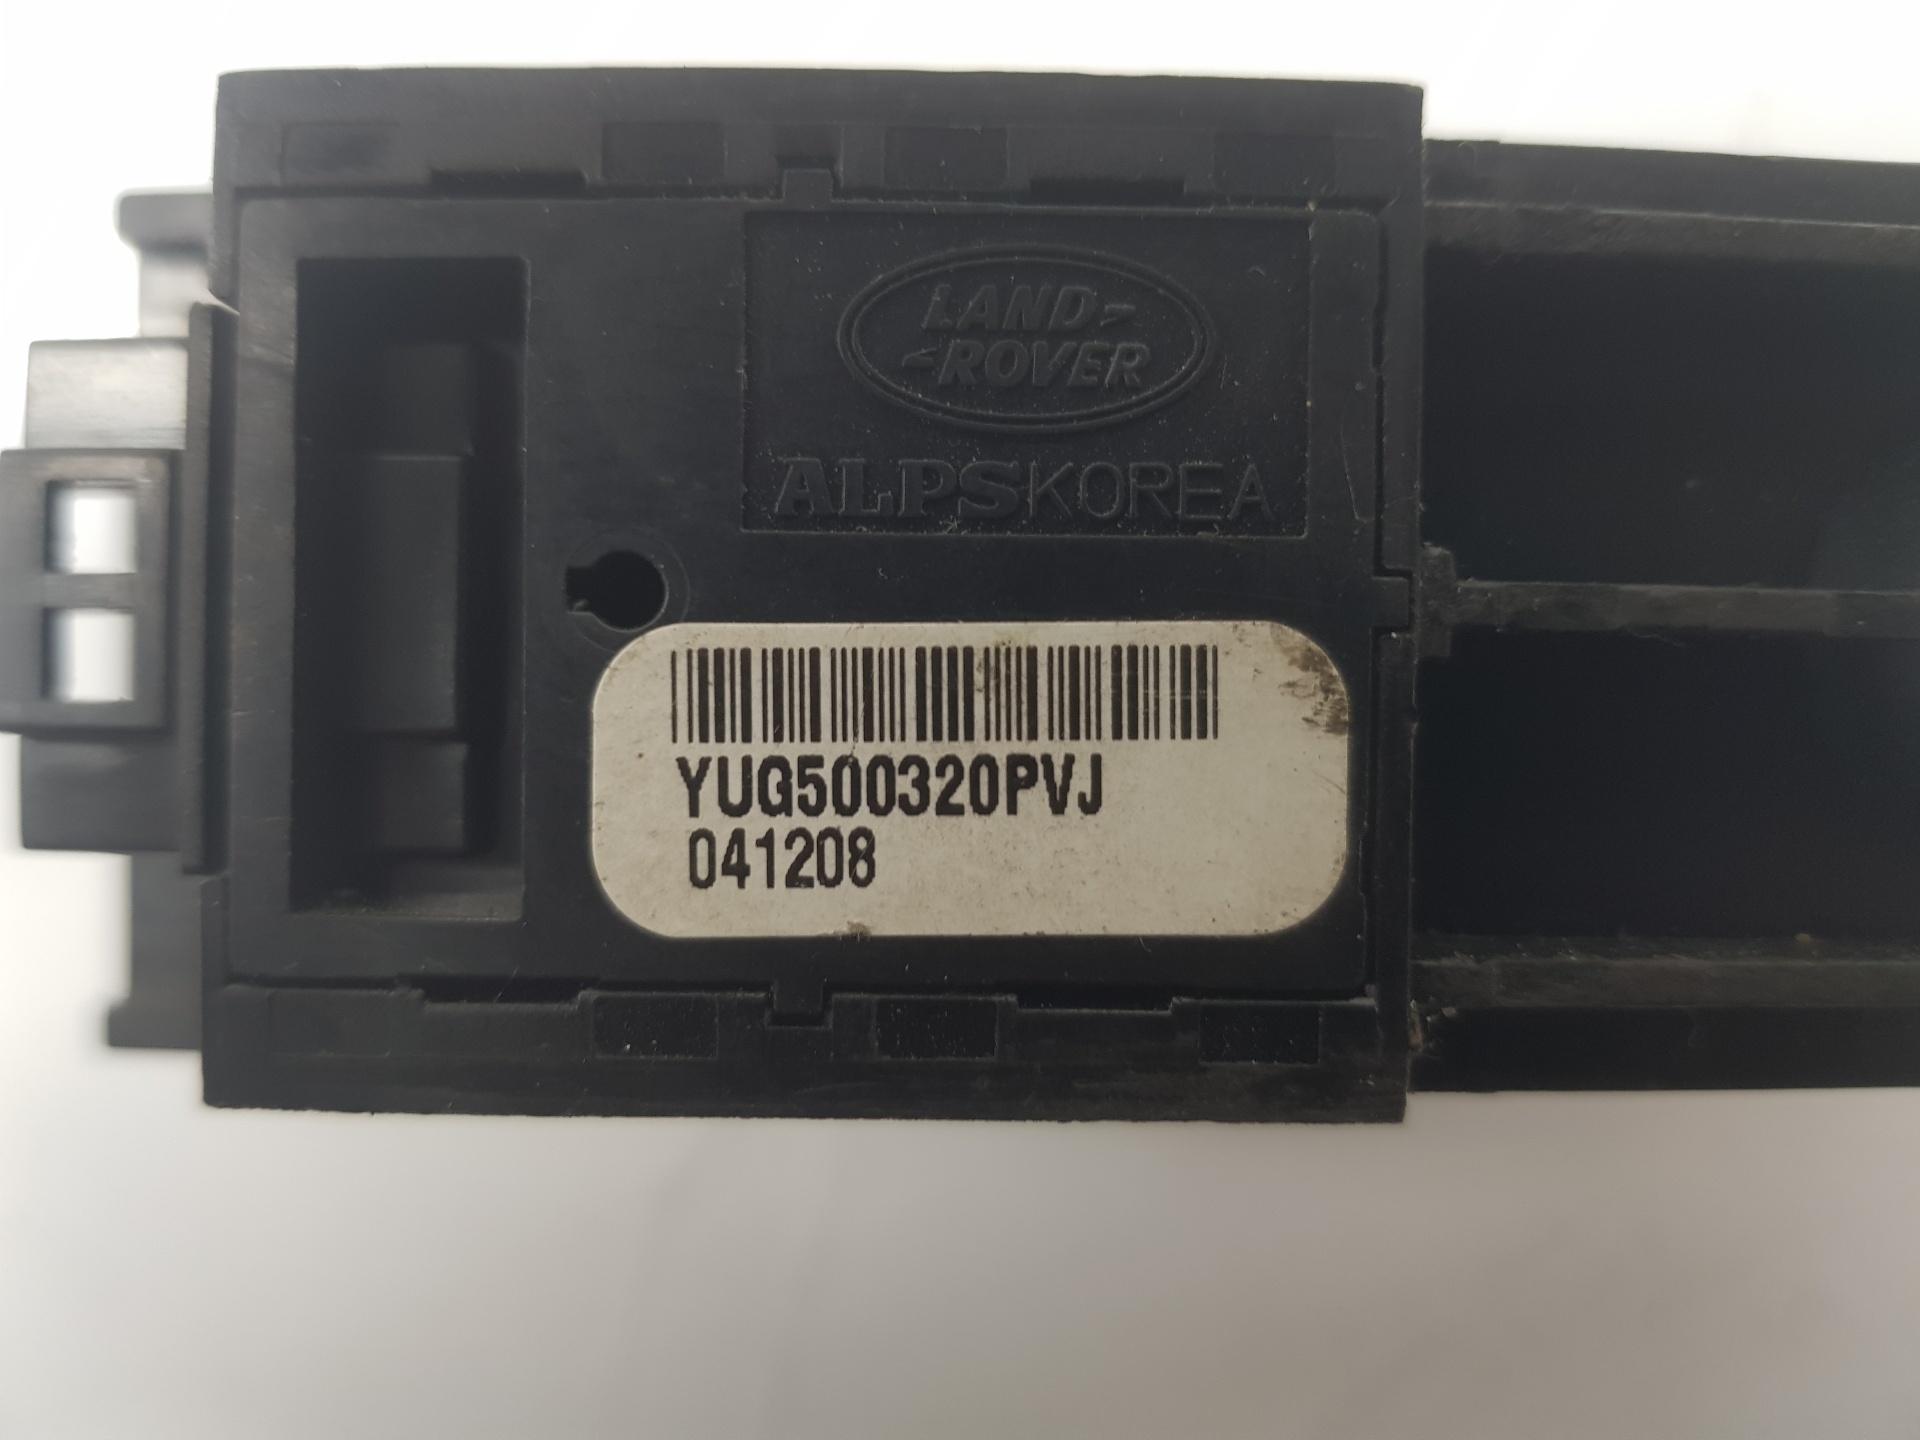 LAND
ROVER
ALPSKOREA
YUG500320PVJ
041208